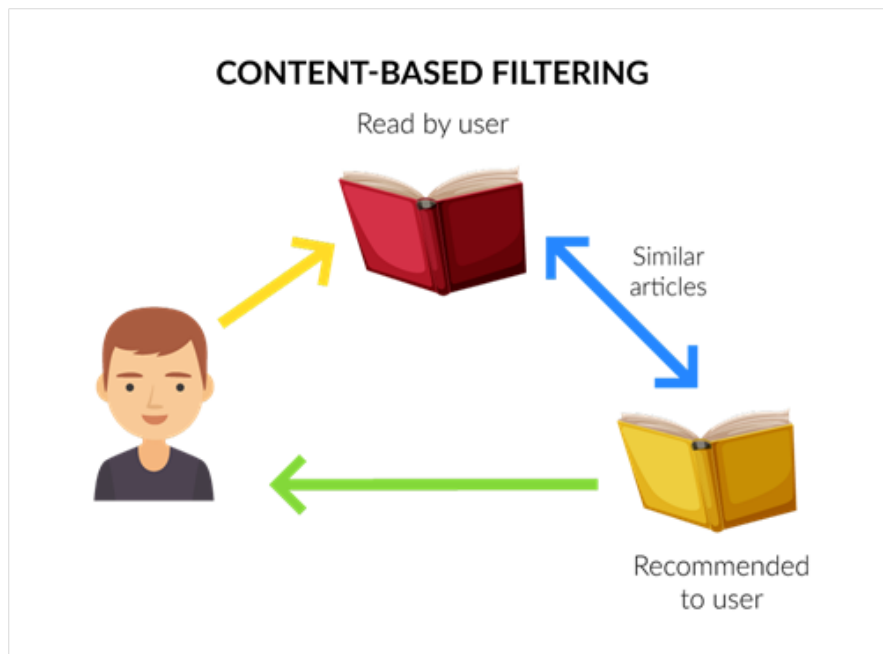 CONTENT-BASED FILTERING
Read by user
Similar
articles
Recommended
to user